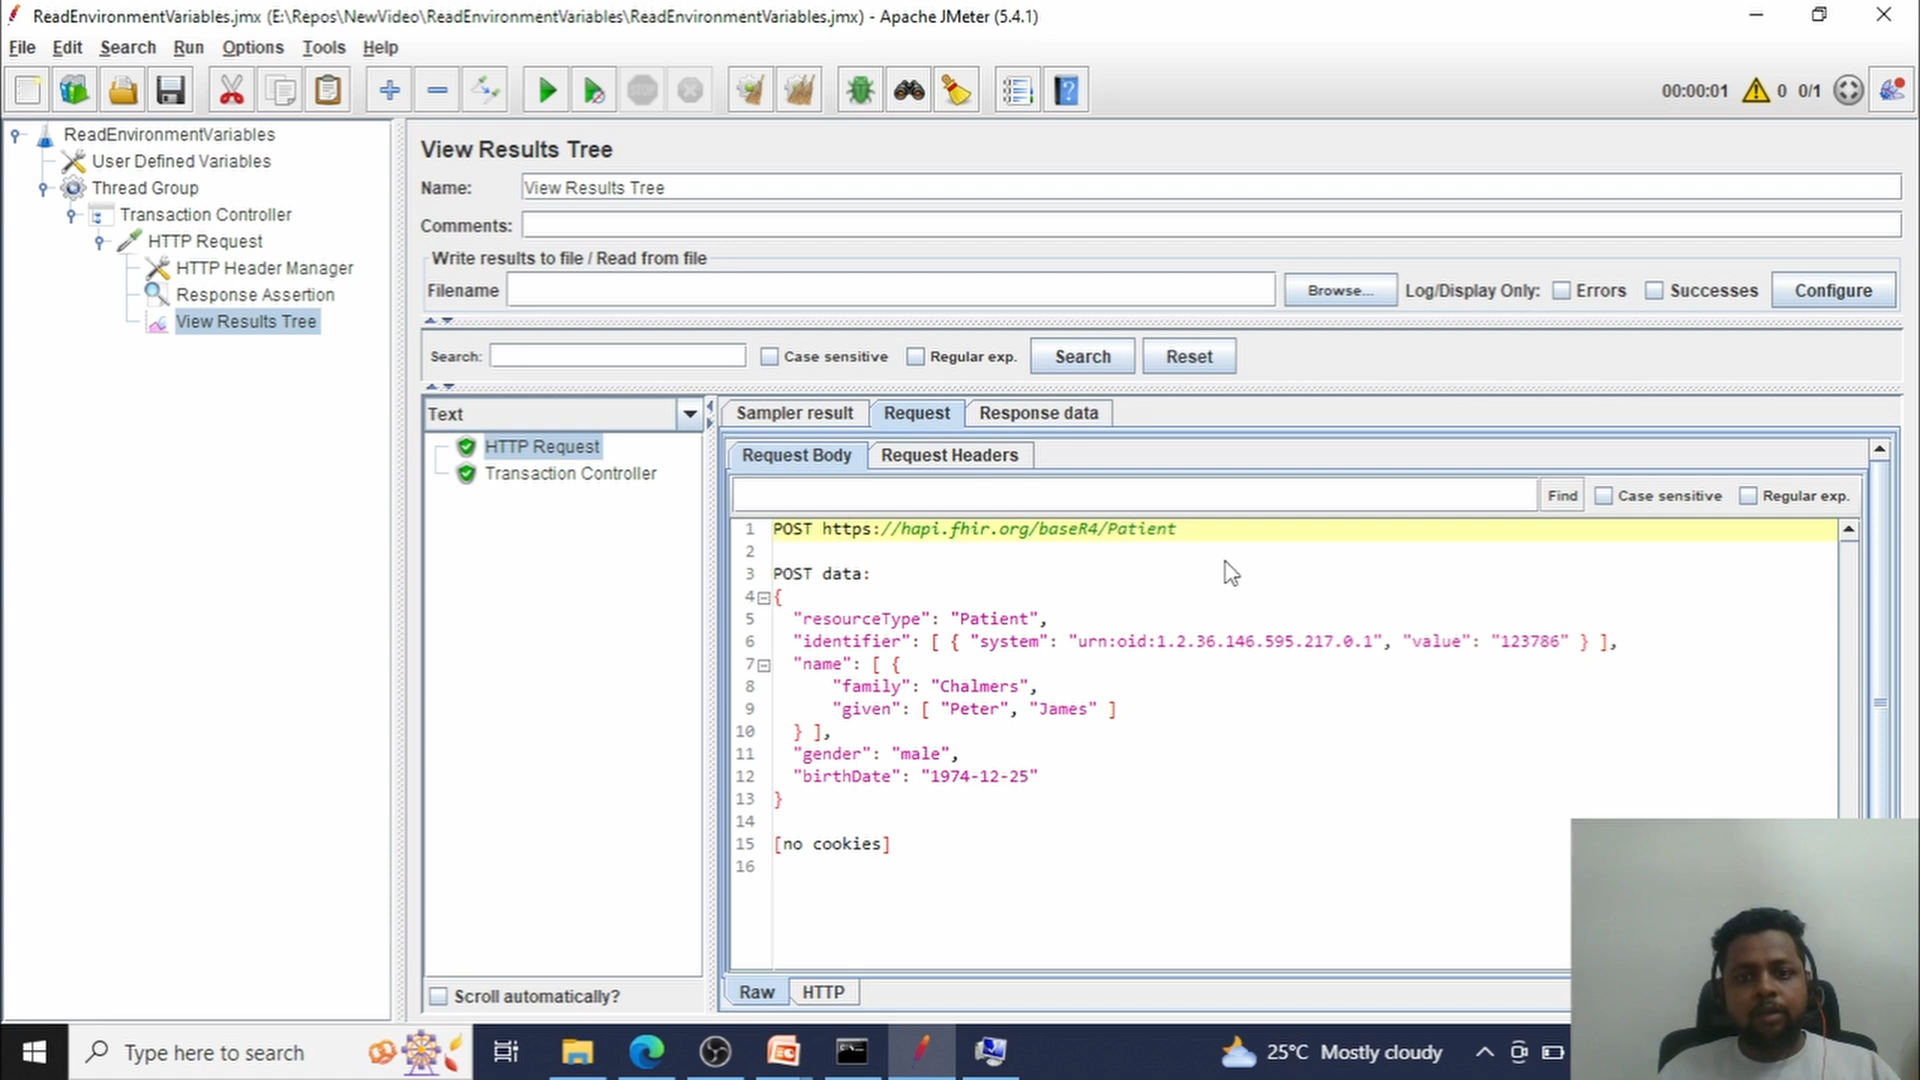 ReadEnvironmentVariables.jmx (E:\Repos\NewVideo\ReadEnvironmentVariables\ReadEnvironmentVariables.jmx) - Apache JMeter (5.4.1)
File Edit Search Run Options Tools Help
STOP
00:00:01 0 0/1
ReadEnvironmentVariables
User Defined Variables
Thread Group
Transaction Controller
HTTP Request
HTTP Header Manager
Response Assertion
View Results Tree
View Results Tree
Name: View Results Tree
Comments:
Write results to file / Read from file
Filename Browse... Log/Display Only: Errors Successes Configure
Search: Case sensitive Regular exp. Search Reset
Text
HTTP Request
Transaction Controller
Scroll automatically?
Sampler result Request Response data
Request Body Request Headers
Find Case sensitive Regular exp.
1 POST https://hapi.fhir.org/baseR4/Patient
2
3 POST data:
4 {
5 "resourceType": "Patient",
6 "identifier": [ { "system": "urn:oid:1.2.36.146.595.217.0.1", "value": "123786" } ],
7 "name": [ {
8 "family": "Chalmers",
9 "given": [ "Peter", "James" ]
10 } ],
11 "gender": "male",
12 "birthDate": "1974-12-25"
13 }
14
15 [no cookies]
16
Raw HTTP
Type here to search
25°C Mostly cloudy